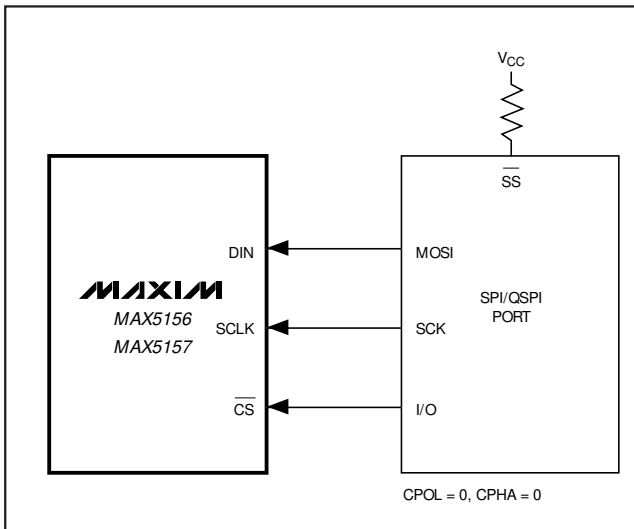 VCC
SS
DIN
MOSI
MAXIM
MAX5156
MAX5157
SPI/QSPI
PORT
SCLK
SCK
CS
I/O
CPOL = 0, CPHA = 0